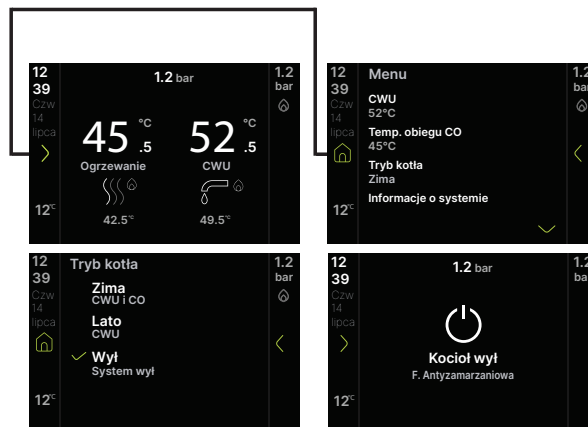 12
39
Czw
14
lipca
12°C
1.2 bar
45.5 °C
Ogrzewanie
42.5°C
52.5 °C
CWU
49.5°C
1.2
bar
12
39
Czw
14
lipca
12°C
Menu
CWU
52°C
Temp. obiegu CO
45°C
Tryb kotła
Zima
Informacje o systemie
1.2
bar
12
39
Czw
14
lipca
12°C
Tryb kotła
Zima
CWU i CO
Lato
CWU
Wył
System wył
1.2
bar
12
39
Czw
14
lipca
12°C
1.2 bar
Kocioł wył
F. Antyzamarzaniowa
1.2
bar